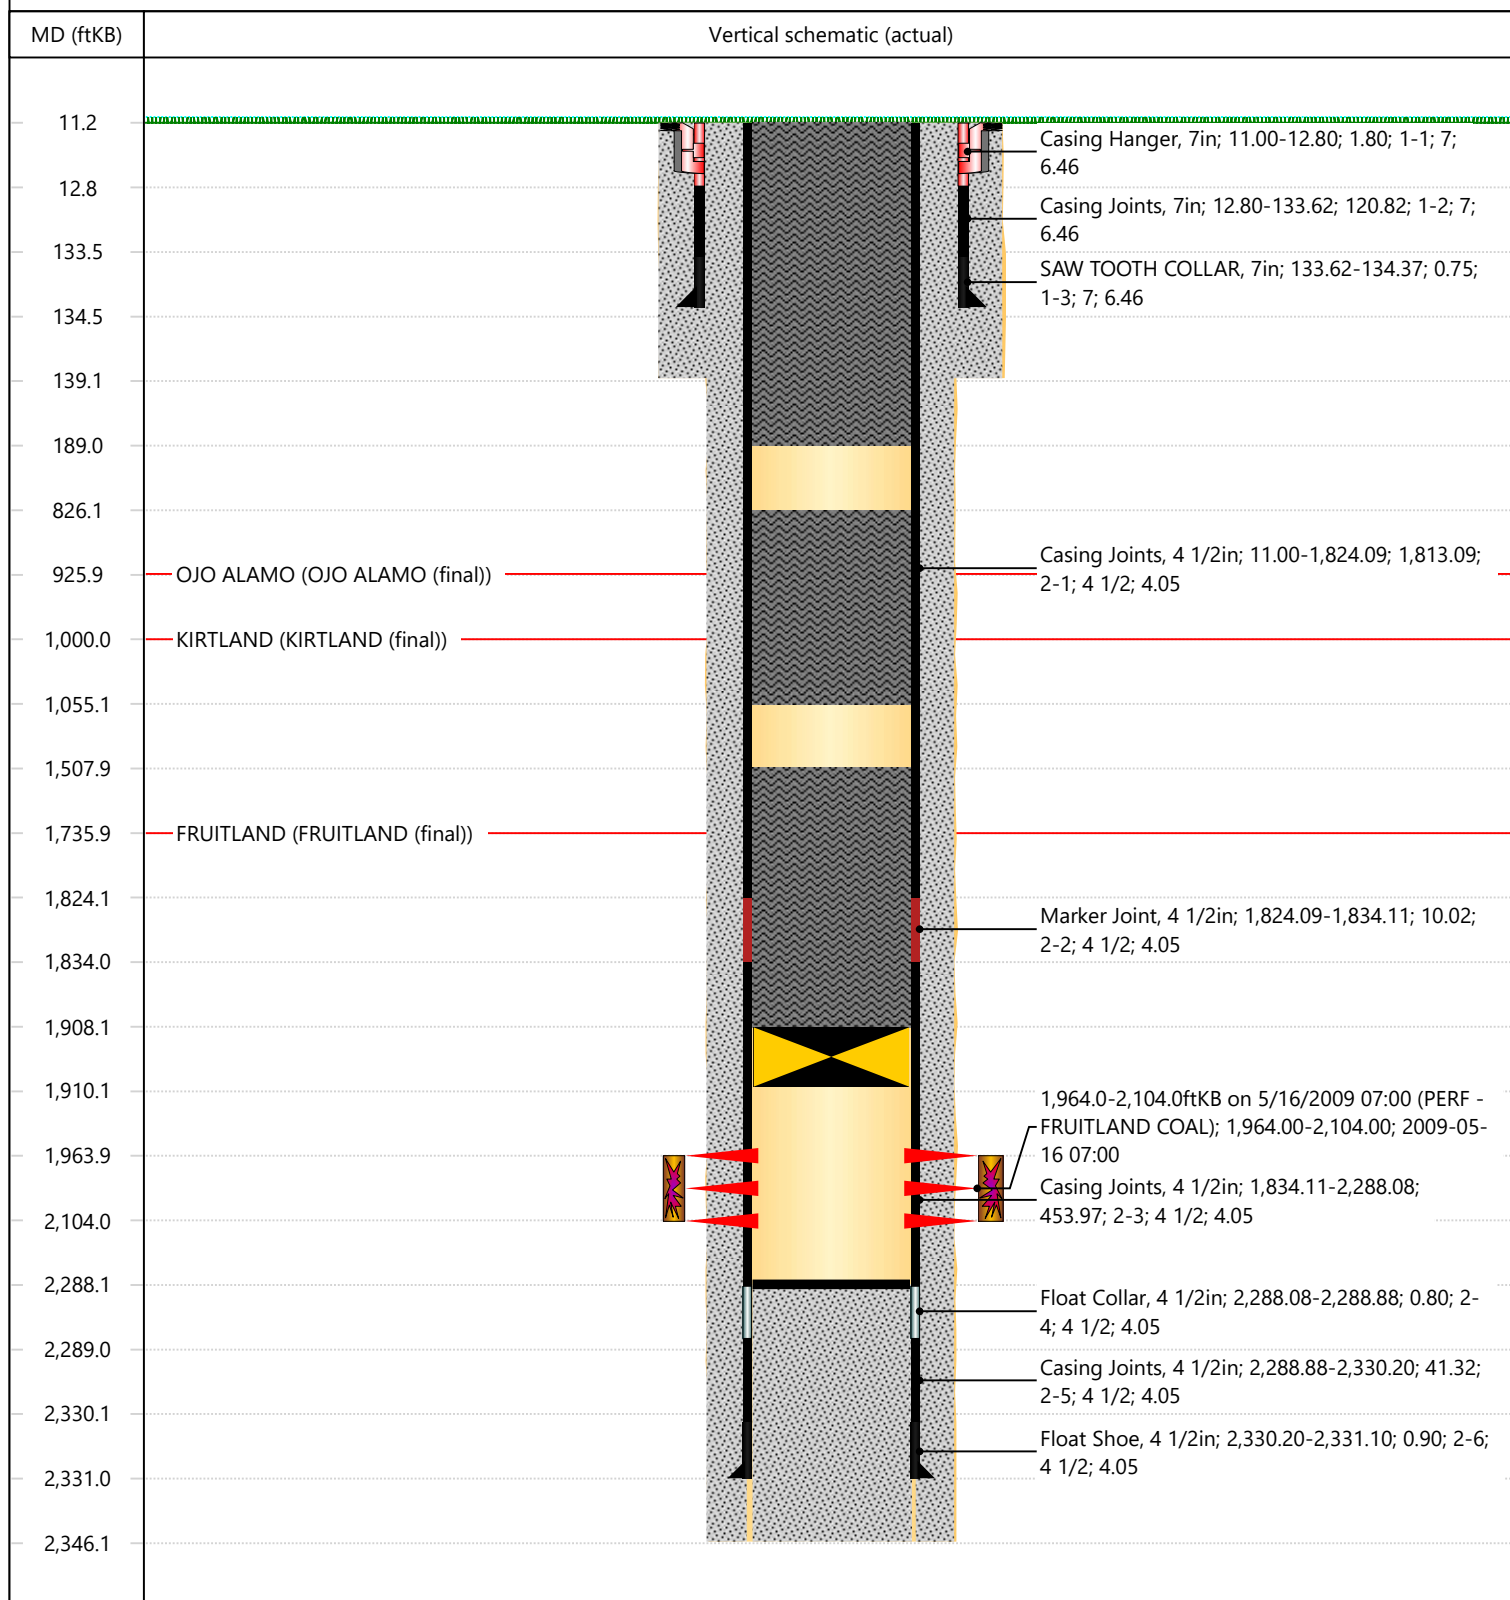 MD (ftKB)
Vertical schematic (actual)
11.2
Casing Hanger, 7in; 11.00-12.80; 1.80; 1-1; 7;
6.46
12.8
Casing Joints, 7in; 12.80-133.62; 120.82; 1-2; 7;
6.46
133.5
SAW TOOTH COLLAR, 7in; 133.62-134.37; 0.75;
1-3; 7; 6.46
134.5
139.1
189.0
826.1
Casing Joints, 4 1/2in; 11.00-1,824.09; 1,813.09;
2-1; 4 1/2; 4.05
925.9
OJO ALAMO (OJO ALAMO (final))
1,000.0
KIRTLAND (KIRTLAND (final))
1,055.1
1,507.9
1,735.9
FRUITLAND (FRUITLAND (final))
1,824.1
Marker Joint, 4 1/2in; 1,824.09-1,834.11; 10.02;
2-2; 4 1/2; 4.05
1,834.0
1,908.1
1,910.1
1,964.0-2,104.0ftKB on 5/16/2009 07:00 (PERF -
FRUITLAND COAL); 1,964.00-2,104.00; 2009-05-
16 07:00
1,963.9
Casing Joints, 4 1/2in; 1,834.11-2,288.08;
453.97; 2-3; 4 1/2; 4.05
2,104.0
2,288.1
Float Collar, 4 1/2in; 2,288.08-2,288.88; 0.80; 2-
4; 4 1/2; 4.05
2,289.0
Casing Joints, 4 1/2in; 2,288.88-2,330.20; 41.32;
2-5; 4 1/2; 4.05
2,330.1
Float Shoe, 4 1/2in; 2,330.20-2,331.10; 0.90; 2-6;
4 1/2; 4.05
2,331.0
2,346.1